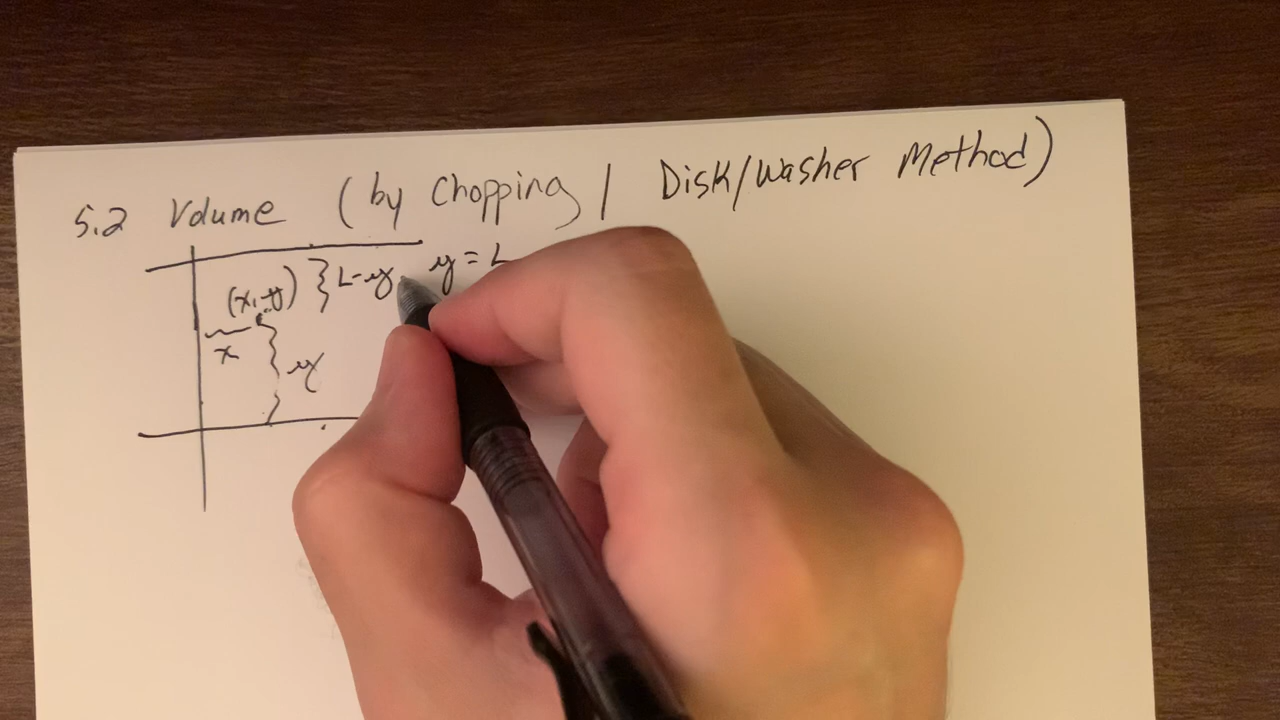 5.2 Volume (by Chopping / Disk/Washer Method)
(x,y) } L-y y = L
x } y